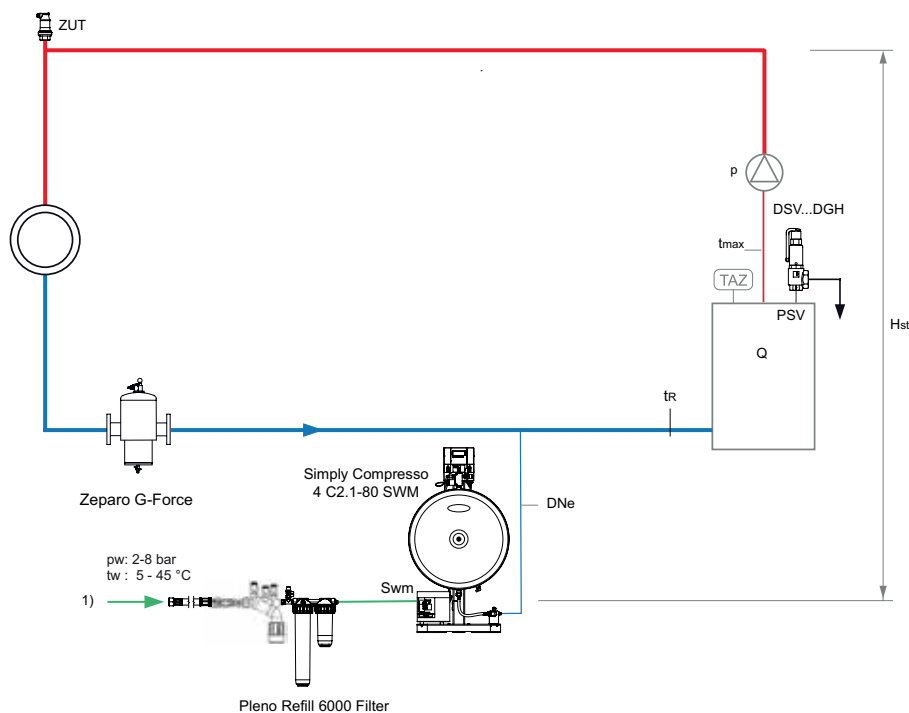 ZUT
p
DSV...DGH
tmax
TAZ
PSV
Hst
Q
tR
Simply Compresso
4 C2.1-80 SWM
Zeparo G-Force
DNe
pw: 2-8 bar
tw : 5 - 45 °C
Swm
1)
Pleno Refill 6000 Filter